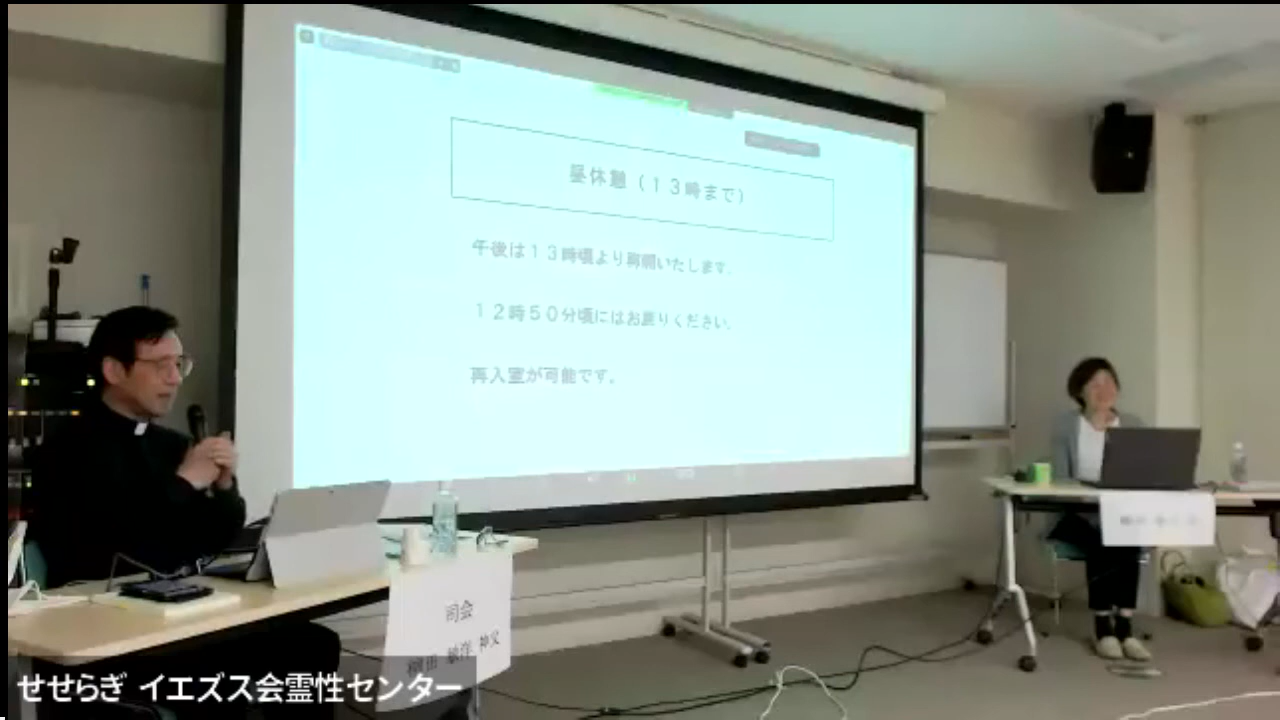 昼休憩（１３時まで）
午後は１３時頃より再開いたします。
１２時５０分頃にはお戻りください。
再入室が可能です。
司会
神父
せせらぎ イエズス会霊性センター